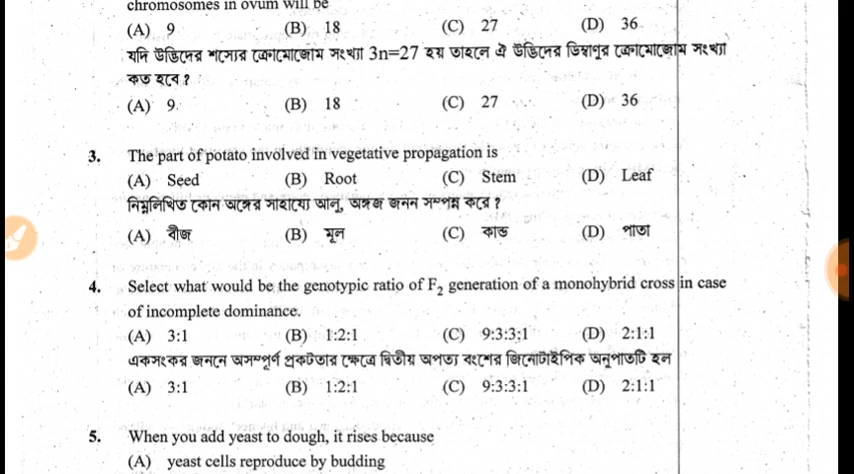 chromosomes in ovum will be
(A) 9 (B) 18 (C) 27 (D) 36
যদি উদ্ভিদের শস্যের ক্রোমোজোম সংখ্যা 3n=27 হয় তাহলে ঐ উদ্ভিদের ডিম্বাণুর ক্রোমোজোম সংখ্যা
কত হবে ?
(A) 9 (B) 18 (C) 27 (D) 36
3. The part of potato involved in vegetative propagation is
(A) Seed (B) Root (C) Stem (D) Leaf
নিম্নলিখিত কোন অঙ্গের সাহায্যে আলু, অঙ্গজ জনন সম্পন্ন করে ?
(A) বীজ (B) মূল (C) কান্ড (D) পাতা
4. Select what would be the genotypic ratio of F₂ generation of a monohybrid cross in case
of incomplete dominance.
(A) 3:1 (B) 1:2:1 (C) 9:3:3:1 (D) 2:1:1
একসংকর জননে অসম্পূর্ণ প্রকটতার ক্ষেত্রে দ্বিতীয় অপত্য বংশের জিনোটাইপিক অনুপাতটি হল
(A) 3:1 (B) 1:2:1 (C) 9:3:3:1 (D) 2:1:1
5. When you add yeast to dough, it rises because
(A) yeast cells reproduce by budding